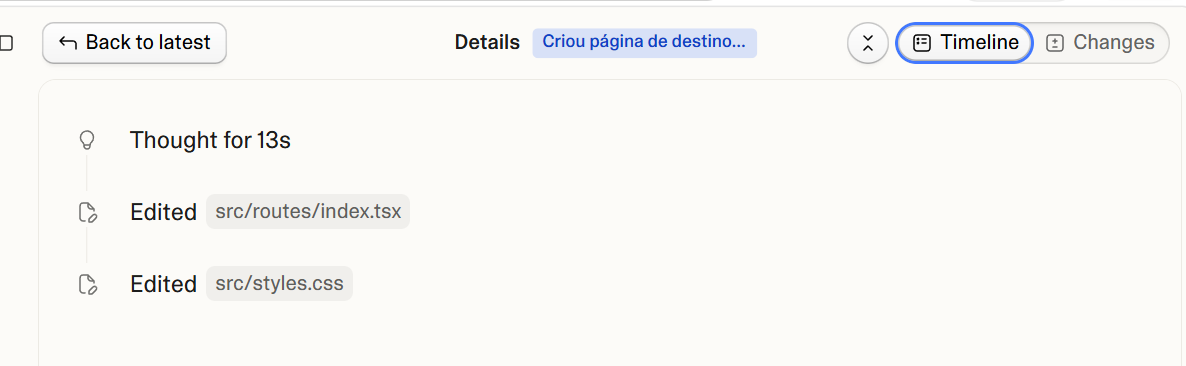 Back to latest Details Criou página de destino... Timeline Changes
Thought for 13s
Edited src/routes/index.tsx
Edited src/styles.css